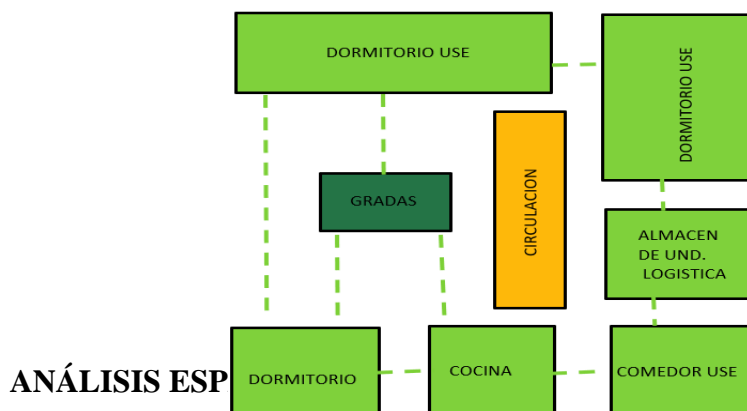 DORMITORIO USE
DORMITORIO USE
GRADAS
CIRCULACION
ALMACEN
DE UND.
LOGISTICA
ANÁLISIS ESP
DORMITORIO
COCINA
COMEDOR USE